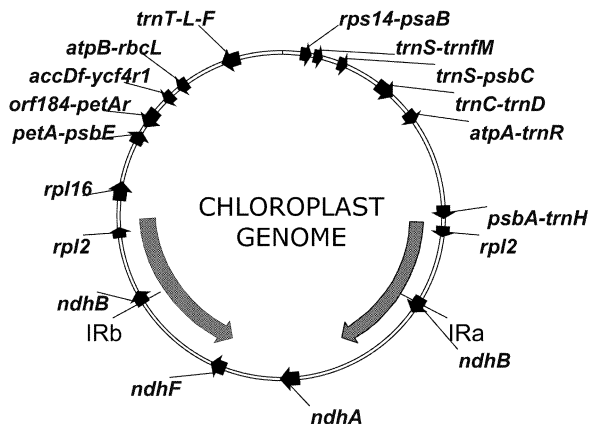 trnT-L-F
rps14-psaB
atpB-rbcL
trnS-trnfM
accDf-ycf4r1
trnS-psbC
orf184-petAr
trnC-trnD
petA-psbE
atpA-trnR
rpl16
CHLOROPLAST
GENOME
psbA-trnH
rpl2
rpl2
ndhB
IRb
IRa
ndhB
ndhF
ndhA